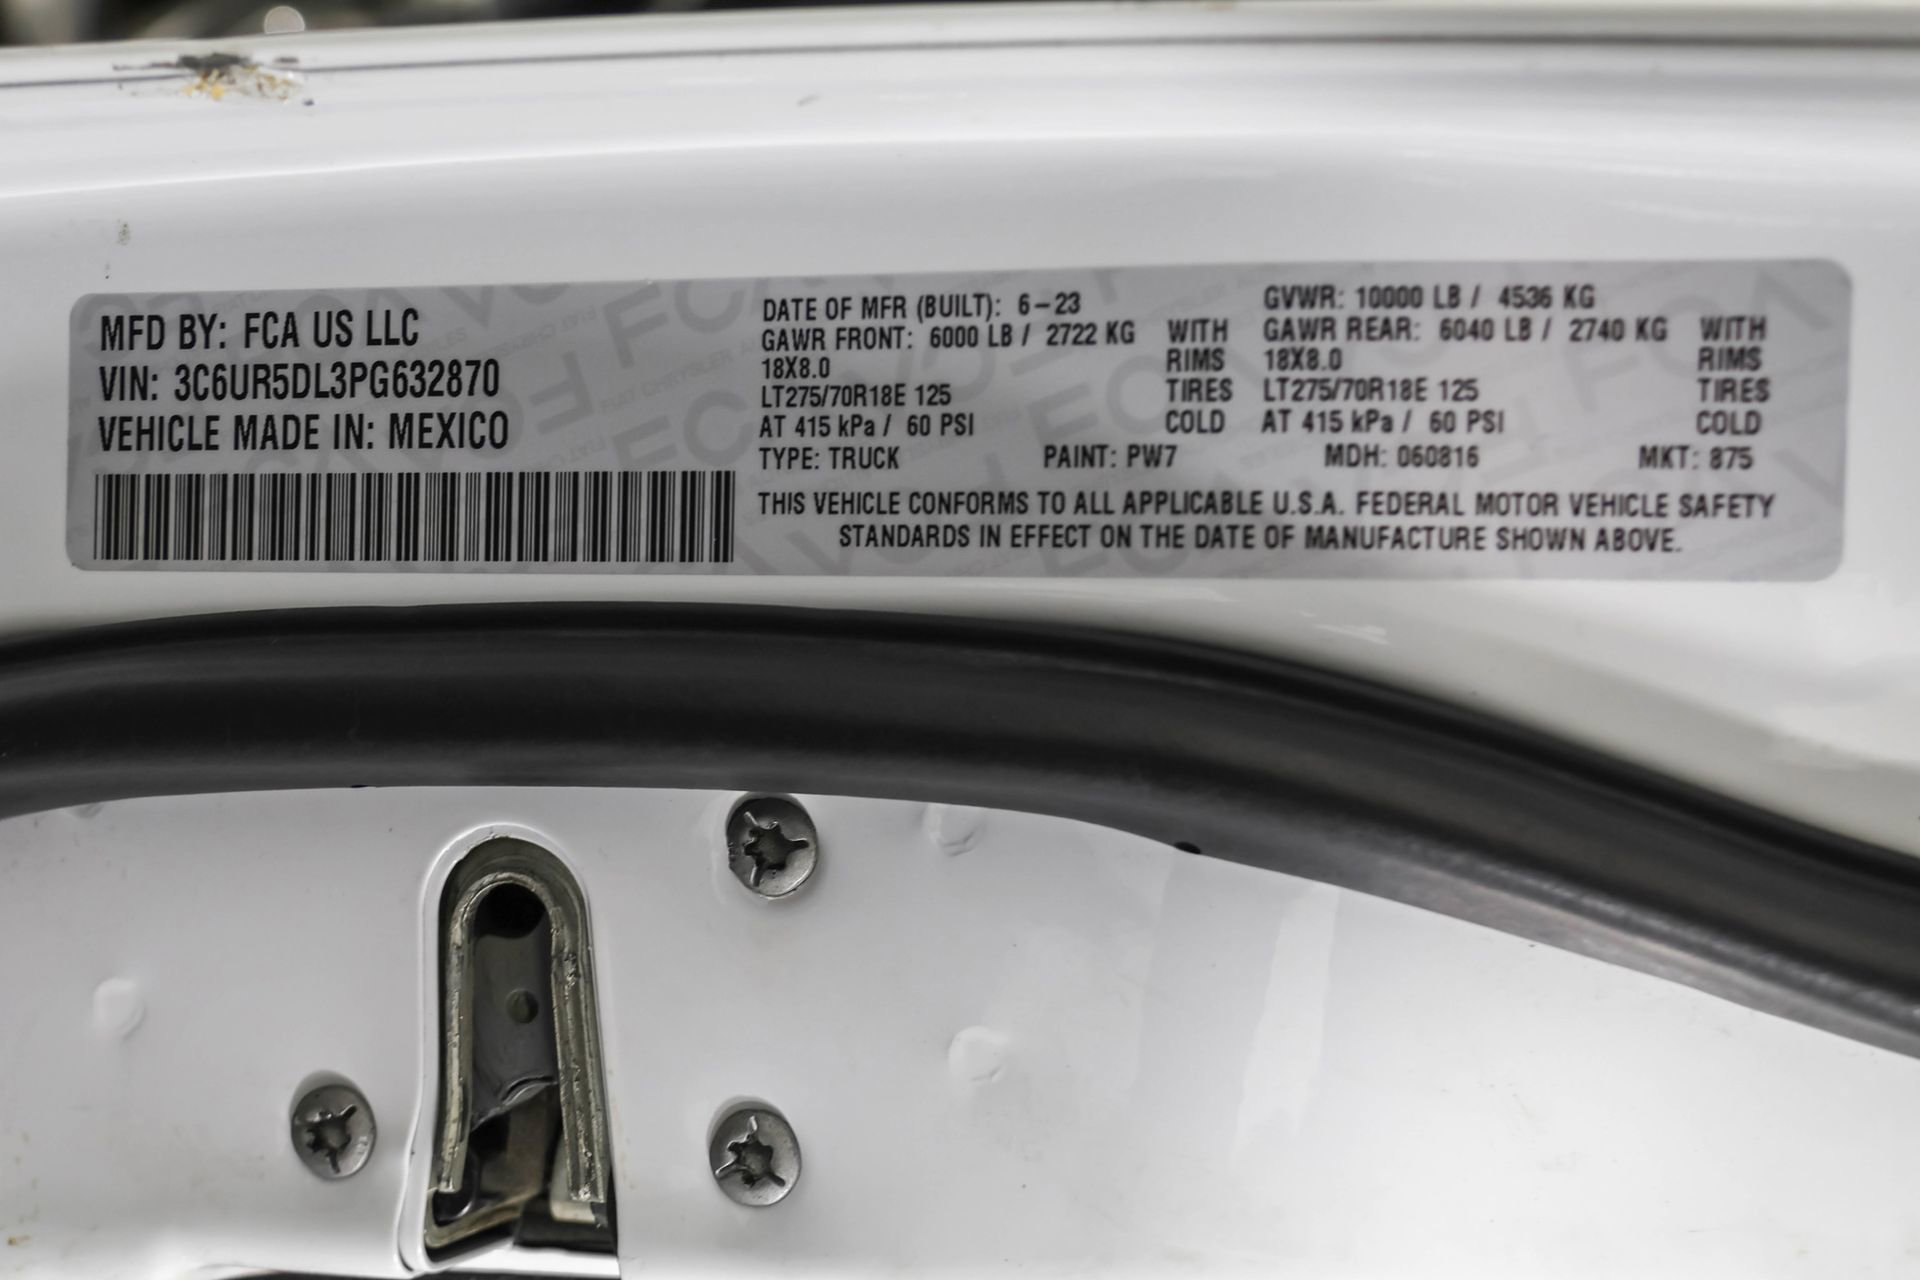 MFD BY: FCA US LLC
VIN: 3C6UR5DL3PG632870
VEHICLE MADE IN: MEXICO
DATE OF MFR (BUILT): 6-23 GVWR: 10000 LB / 4536 KG
GAWR FRONT: 6000 LB / 2722 KG WITH GAWR REAR: 6040 LB / 2740 KG WITH
18X8.0 RIMS 18X8.0 RIMS
LT275/70R18E 125 TIRES LT275/70R18E 125 TIRES
AT 415 kPa / 60 PSI COLD AT 415 kPa / 60 PSI COLD
TYPE: TRUCK PAINT: PW7 MDH: 060816 MKT: 875
THIS VEHICLE CONFORMS TO ALL APPLICABLE U.S.A. FEDERAL MOTOR VEHICLE SAFETY
STANDARDS IN EFFECT ON THE DATE OF MANUFACTURE SHOWN ABOVE.